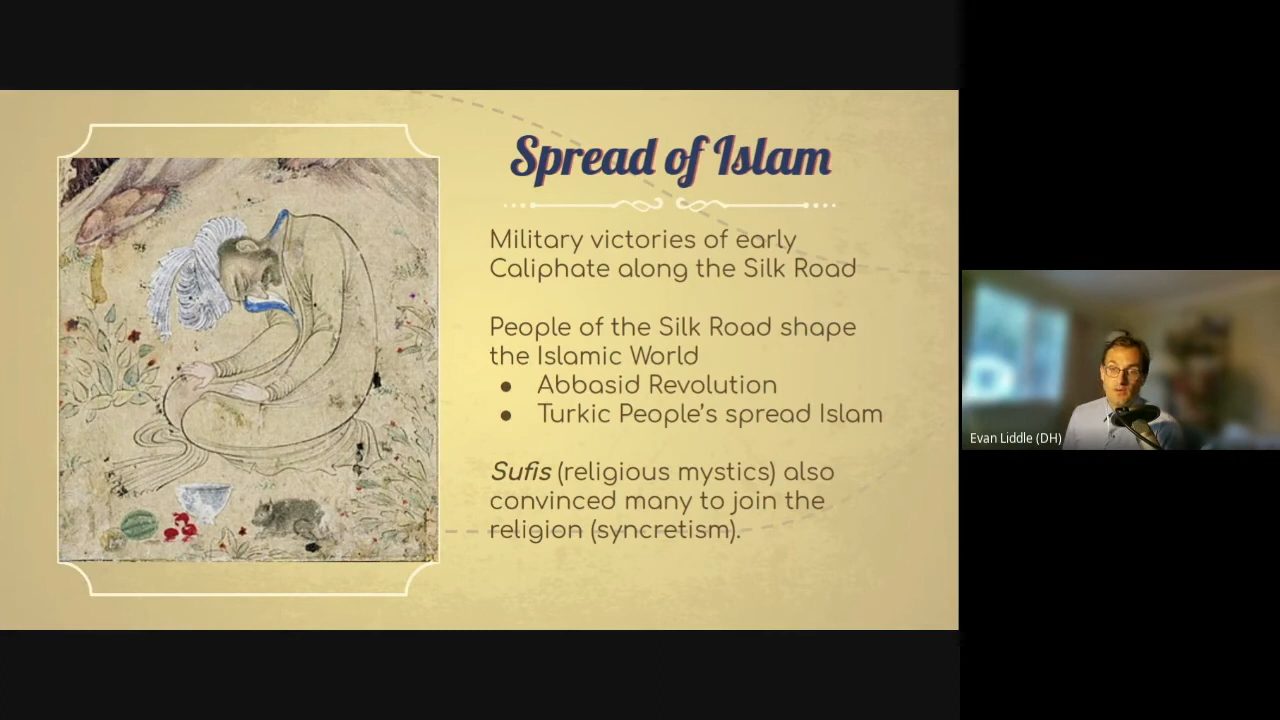 Spread of Islam
Military victories of early
Caliphate along the Silk Road
People of the Silk Road shape
the Islamic World
● Abbasid Revolution
● Turkic People's spread Islam
Sufis (religious mystics) also
convinced many to join the
religion (syncretism).
Evan Liddle (DH)